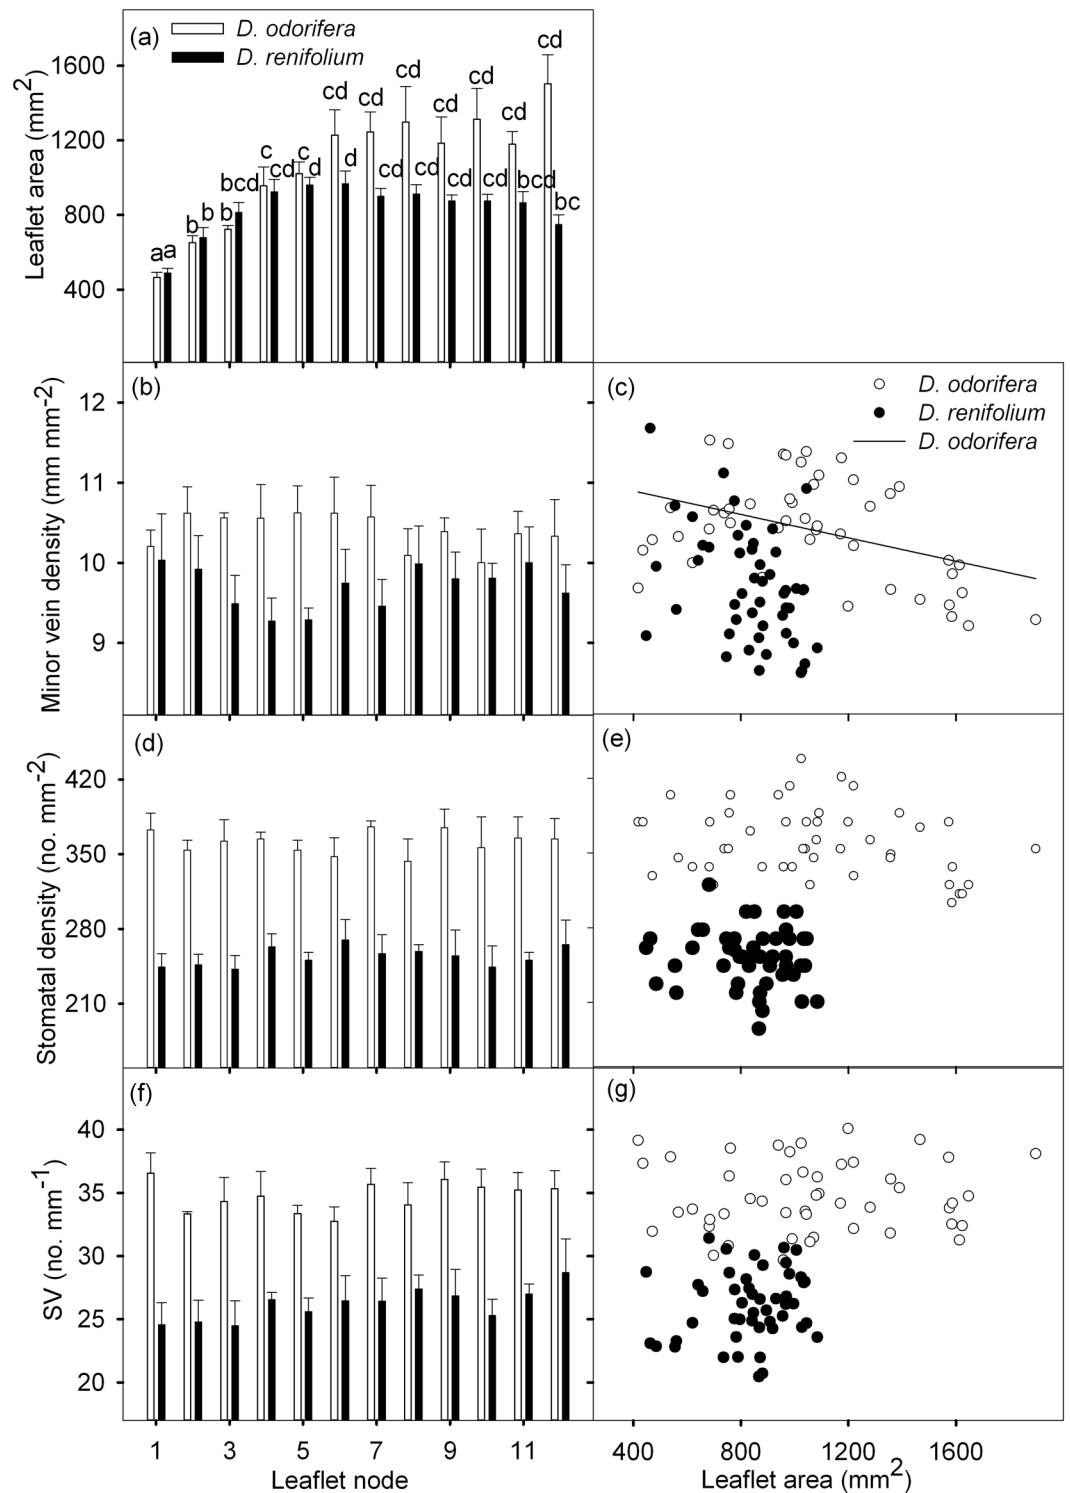 (a)
D. odorifera
D. renifolium
Leaflet area (mm2)
1600
1200
800
400
a a b b b bcd c cd c d cd d cd cd cd cd cd cd cd cd cd bcd cd bc
(b)
Minor vein density (mm mm-2)
12
11
10
9
(c)
D. odorifera
D. renifolium
D. odorifera
(d)
Stomatal density (no. mm-2)
420
350
280
210
(e)
(f)
SV (no. mm-1)
40
35
30
25
20
(g)
1 3 5 7 9 11
Leaflet node
400 800 1200 1600
Leaflet area (mm2)